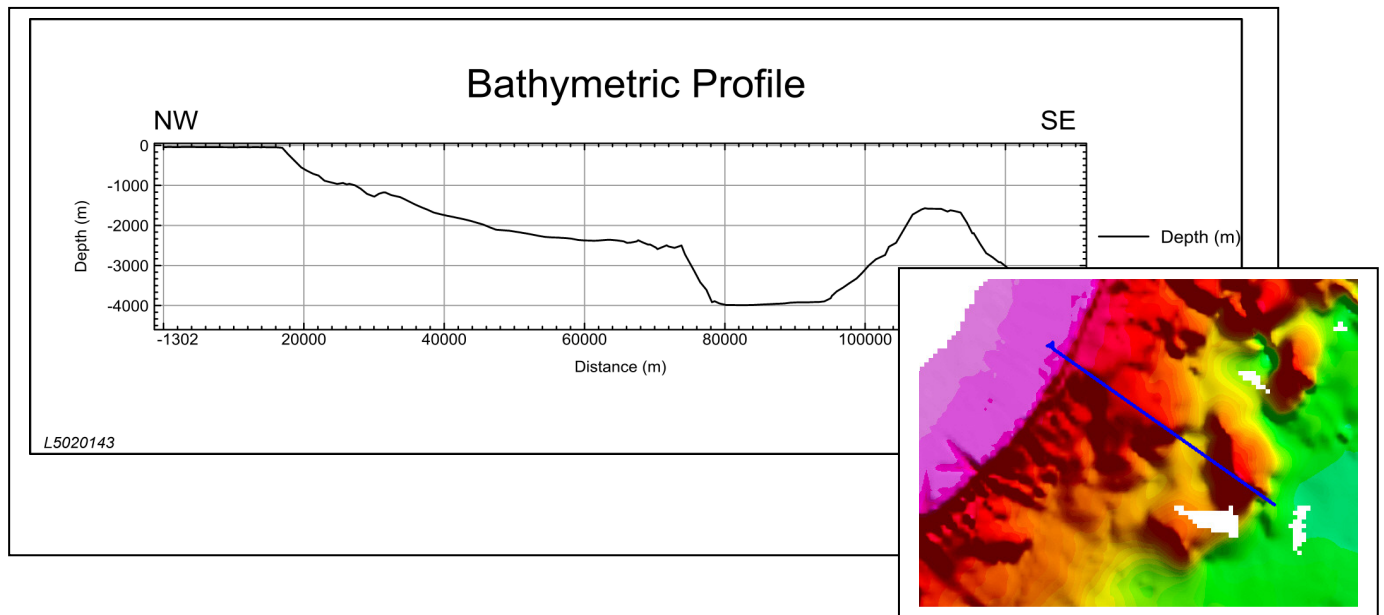 Bathymetric Profile
NW SE
0
-1000
-2000
-3000
-4000
Depth (m)
Depth (m)
-1302 20000 40000 60000 80000 100000
Distance (m)
L5020143